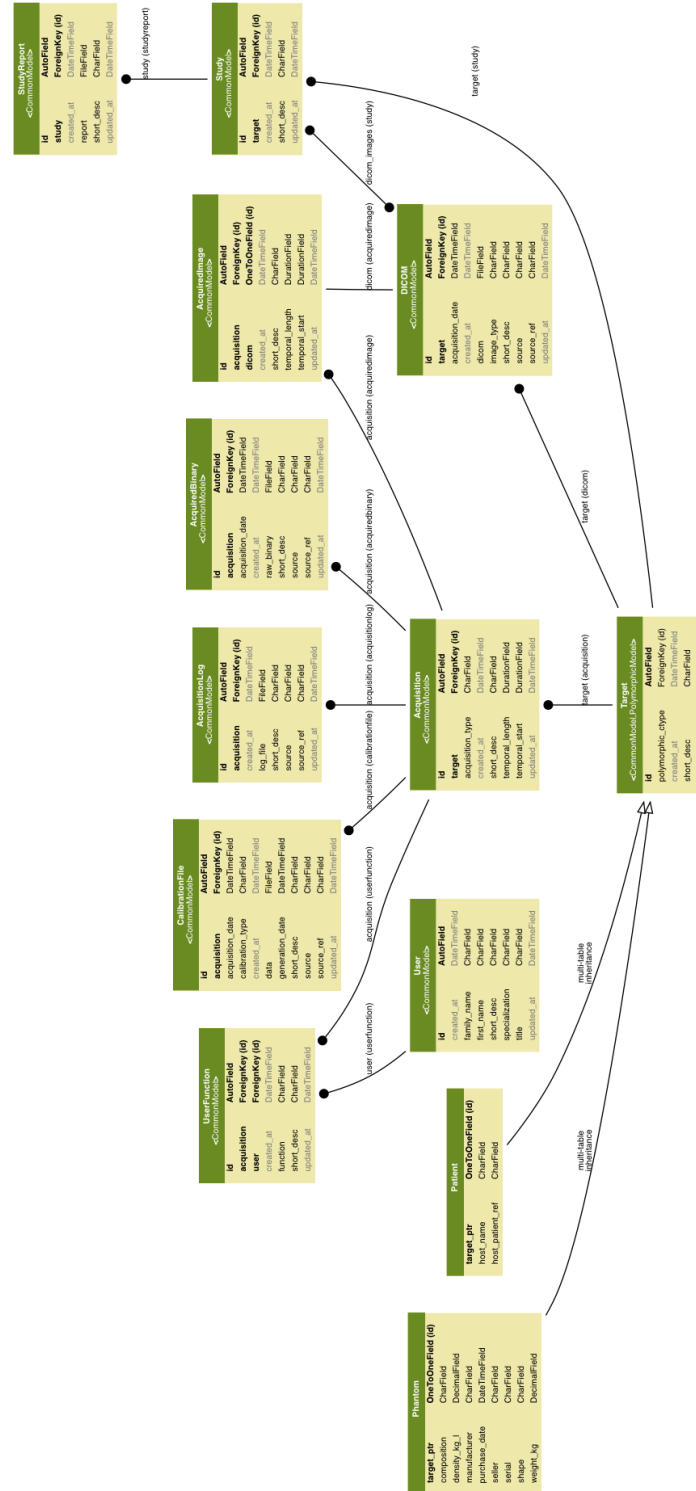 StudyReport
<CommonModel>
id AutoField
study ForeignKey (id)
created_at DateTimeField
report FileField
short_desc CharField
updated_at DateTimeField
study (studyreport)
Study
<CommonModel>
id AutoField
target ForeignKey (id)
created_at DateTimeField
short_desc CharField
updated_at DateTimeField
dicom_images (study)
target (study)
AcquiredImage
<CommonModel>
id AutoField
acquisition ForeignKey (id)
dicom OneToOneField (id)
created_at DateTimeField
short_desc CharField
temporal_length DurationField
temporal_start DurationField
updated_at DateTimeField
dicom (acquiredimage)
acquisition (acquiredimage)
DICOM
<CommonModel>
id AutoField
target ForeignKey (id)
acquisition_date DateTimeField
created_at DateTimeField
dicom FileField
image_type CharField
short_desc CharField
source CharField
source_ref CharField
updated_at DateTimeField
target (dicom)
AcquiredBinary
<CommonModel>
id AutoField
acquisition ForeignKey (id)
acquisition_date DateTimeField
created_at DateTimeField
raw_binary FileField
short_desc CharField
source CharField
source_ref CharField
updated_at DateTimeField
acquisition (acquiredbinary)
AcquisitionLog
<CommonModel>
id AutoField
acquisition ForeignKey (id)
created_at DateTimeField
log_file FileField
short_desc CharField
source CharField
source_ref CharField
updated_at DateTimeField
acquisition (acquisitionlog)
CalibrationFile
<CommonModel>
id AutoField
acquisition ForeignKey (id)
acquisition_date DateTimeField
calibration_type CharField
created_at DateTimeField
data FileField
generation_date DateTimeField
short_desc CharField
source CharField
source_ref CharField
updated_at DateTimeField
acquisition (calibrationfile)
UserFunction
<CommonModel>
id AutoField
acquisition ForeignKey (id)
user ForeignKey (id)
created_at DateTimeField
function CharField
short_desc CharField
updated_at DateTimeField
acquisition (userfunction)
user (userfunction)
Acquisition
<CommonModel>
id AutoField
target ForeignKey (id)
acquisition_type CharField
created_at DateTimeField
short_desc CharField
temporal_length DurationField
temporal_start DurationField
updated_at DateTimeField
target (acquisition)
User
<CommonModel>
id AutoField
created_at DateTimeField
family_name CharField
first_name CharField
short_desc CharField
specialization CharField
title CharField
updated_at DateTimeField
Patient
target_ptr OneToOneField (id)
host_name CharField
host_patient_ref CharField
multi-table
inheritance
Phantom
target_ptr OneToOneField (id)
composition CharField
density_kg_l DecimalField
manufacturer CharField
purchase_date DateTimeField
seller CharField
serial CharField
shape CharField
weight_kg DecimalField
multi-table
inheritance
Target
<CommonModel,PolymorphicModel>
id AutoField
polymorphic_ctype ForeignKey (id)
created_at DateTimeField
short_desc CharField